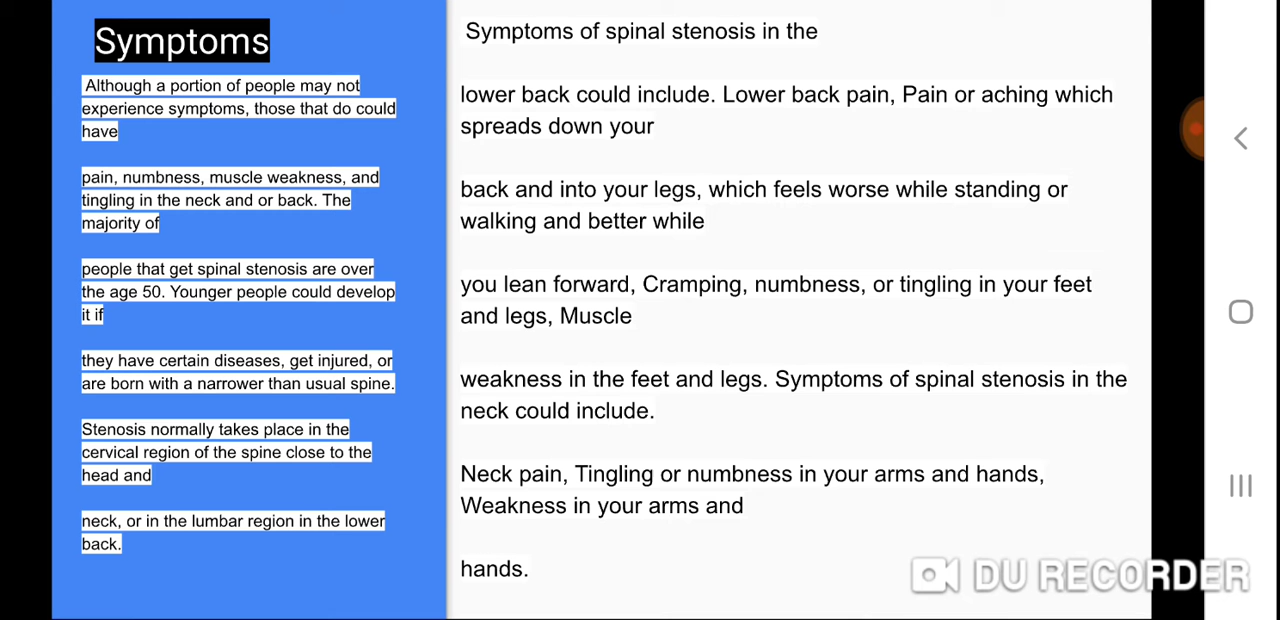 Symptoms
Although a portion of people may not
experience symptoms, those that do could
have
pain, numbness, muscle weakness, and
tingling in the neck and or back. The
majority of
people that get spinal stenosis are over
the age 50. Younger people could develop
it if
they have certain diseases, get injured, or
are born with a narrower than usual spine.
Stenosis normally takes place in the
cervical region of the spine close to the
head and
neck, or in the lumbar region in the lower
back.
Symptoms of spinal stenosis in the
lower back could include. Lower back pain, Pain or aching which
spreads down your
back and into your legs, which feels worse while standing or
walking and better while
you lean forward, Cramping, numbness, or tingling in your feet
and legs, Muscle
weakness in the feet and legs. Symptoms of spinal stenosis in the
neck could include.
Neck pain, Tingling or numbness in your arms and hands,
Weakness in your arms and
hands.
DU RECORDER